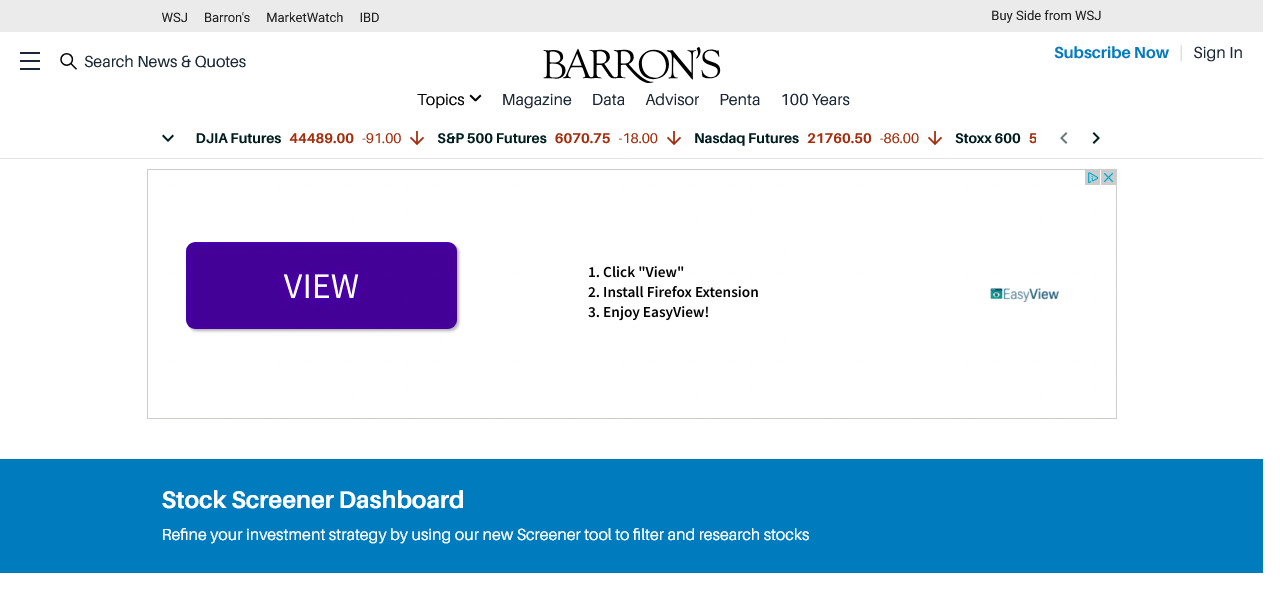 WSJ Barron's MarketWatch IBD Buy Side from WSJ
Search News & Quotes BARRON'S Subscribe Now Sign In
Topics Magazine Data Advisor Penta 100 Years
DJIA Futures 44489.00 -91.00 S&P 500 Futures 6070.75 -18.00 Nasdaq Futures 21760.50 -86.00 Stoxx 600 5
VIEW
1. Click "View"
2. Install Firefox Extension
3. Enjoy EasyView!
EasyView
Stock Screener Dashboard
Refine your investment strategy by using our new Screener tool to filter and research stocks